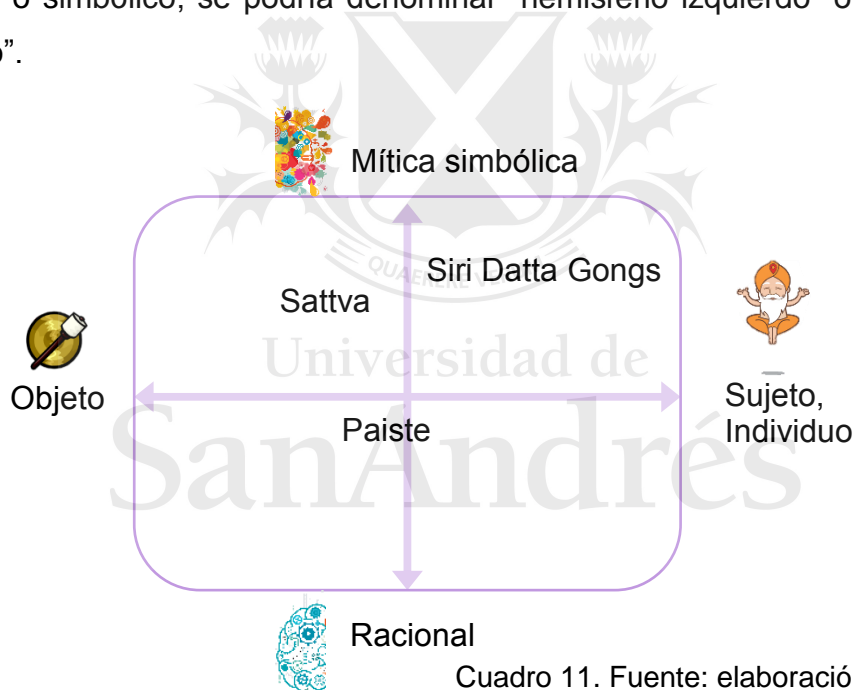 o simbólico, se podría denominar "hemisferio izquierdo" o
".
Mítica simbólica
Siri Datta Gongs
Sattva
QUAERERE VERUM
Universidad de
Objeto
Sujeto,
Individuo
Paiste
SanAndrés
Racional
Cuadro 11. Fuente: elaboració